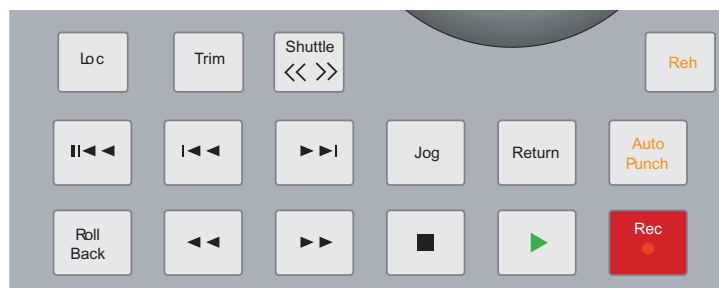 Loc
Trim
Shuttle
Reh
Jog
Return
Auto
Punch
Roll
Back
Rec